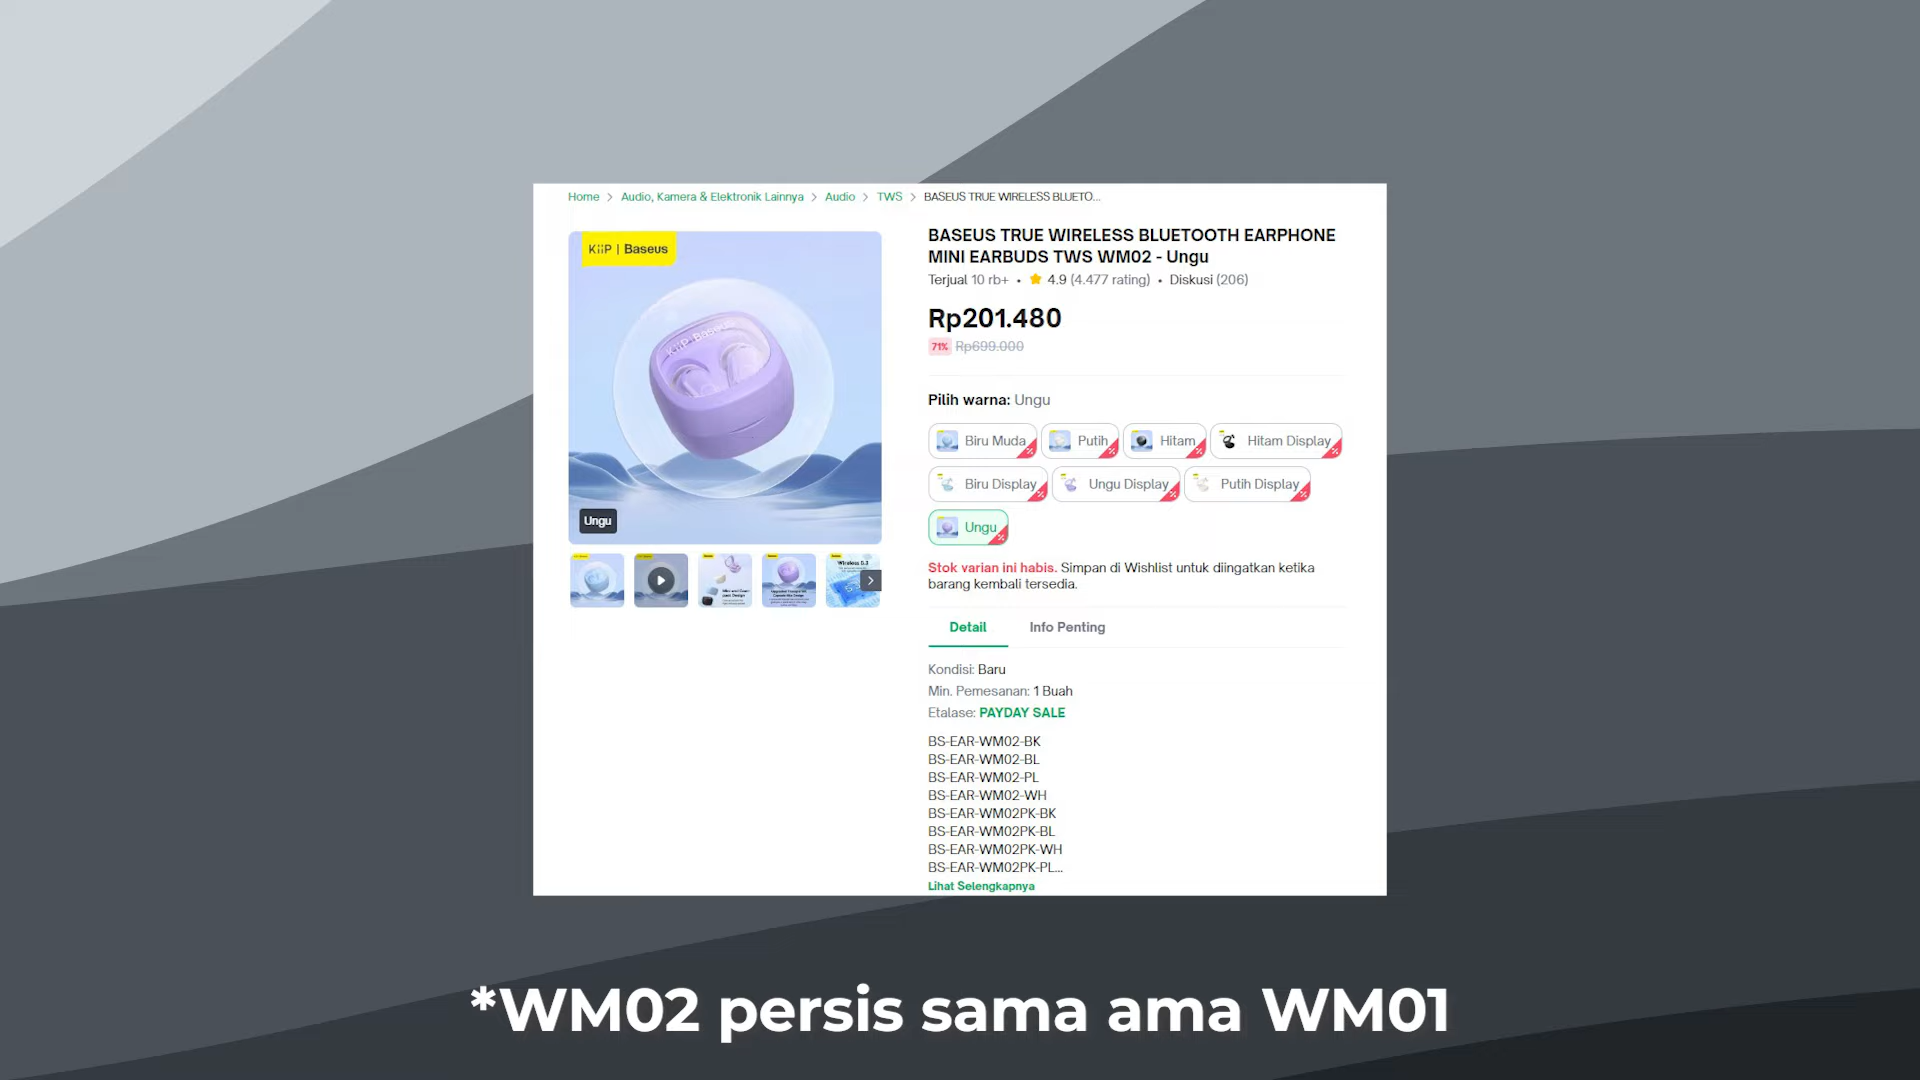 Home > Audio, Kamera & Elektronik Lainnya > Audio > TWS > BASEUS TRUE WIRELESS BLUETO...
KiiP | Baseus
KiiP Baseus
Ungu
BASEUS TRUE WIRELESS BLUETOOTH EARPHONE
MINI EARBUDS TWS WM02 - Ungu
Terjual 10 rb+ • 4.9 (4.477 rating) • Diskusi (206)
Rp201.480
71% Rp699.000
Pilih warna: Ungu
Biru Muda Putih Hitam Hitam Display
Biru Display Ungu Display Putih Display
Ungu
Stok varian ini habis. Simpan di Wishlist untuk diingatkan ketika
barang kembali tersedia.
Detail Info Penting
Kondisi: Baru
Min. Pemesanan: 1 Buah
Etalase: PAYDAY SALE
BS-EAR-WM02-BK
BS-EAR-WM02-BL
BS-EAR-WM02-PL
BS-EAR-WM02-WH
BS-EAR-WM02PK-BK
BS-EAR-WM02PK-BL
BS-EAR-WM02PK-WH
BS-EAR-WM02PK-PL...
Lihat Selengkapnya
*WM02 persis sama ama WM01